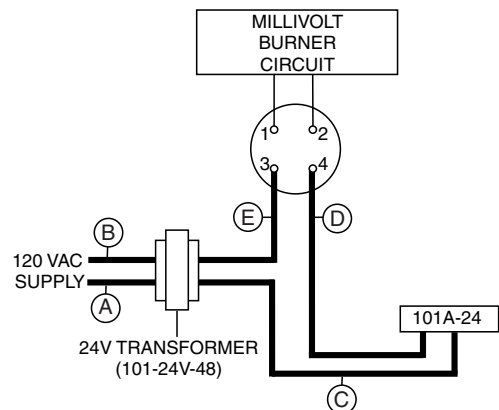 MILLIVOLT
BURNER
CIRCUIT
1
2
3
4
E
D
B
120 VAC
SUPPLY
A
24V TRANSFORMER
(101-24V-48)
101A-24
C